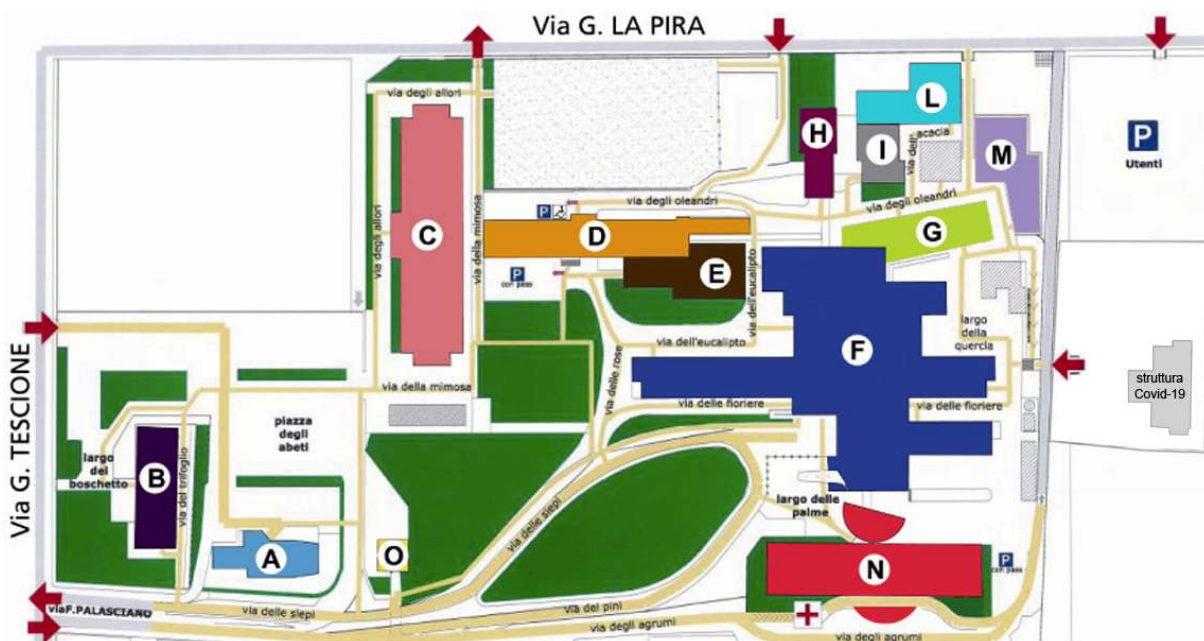 Via G. LA PIRA
via degli allori
L
H
via dell'acacia
I
M
P
Utenti
via degli allori
C
via della mimosa
P
via degli oleandri
via degli oleandri
D
G
E
P
con pass
via dell'eucalipto
largo
della
quercia
Via G. TESCIONE
via dell'eucalipto
F
via delle rose
struttura
Covid-19
via della mimosa
via delle fioriere
via delle fioriere
piazza
degli
abeti
largo
del
boschetto
B
via del trifoglio
largo delle
palme
via delle siepi
A
O
N
P
con pass
via F. PALASCIANO
via delle siepi
via dei pini
via degli agrumi
via degli agrumi